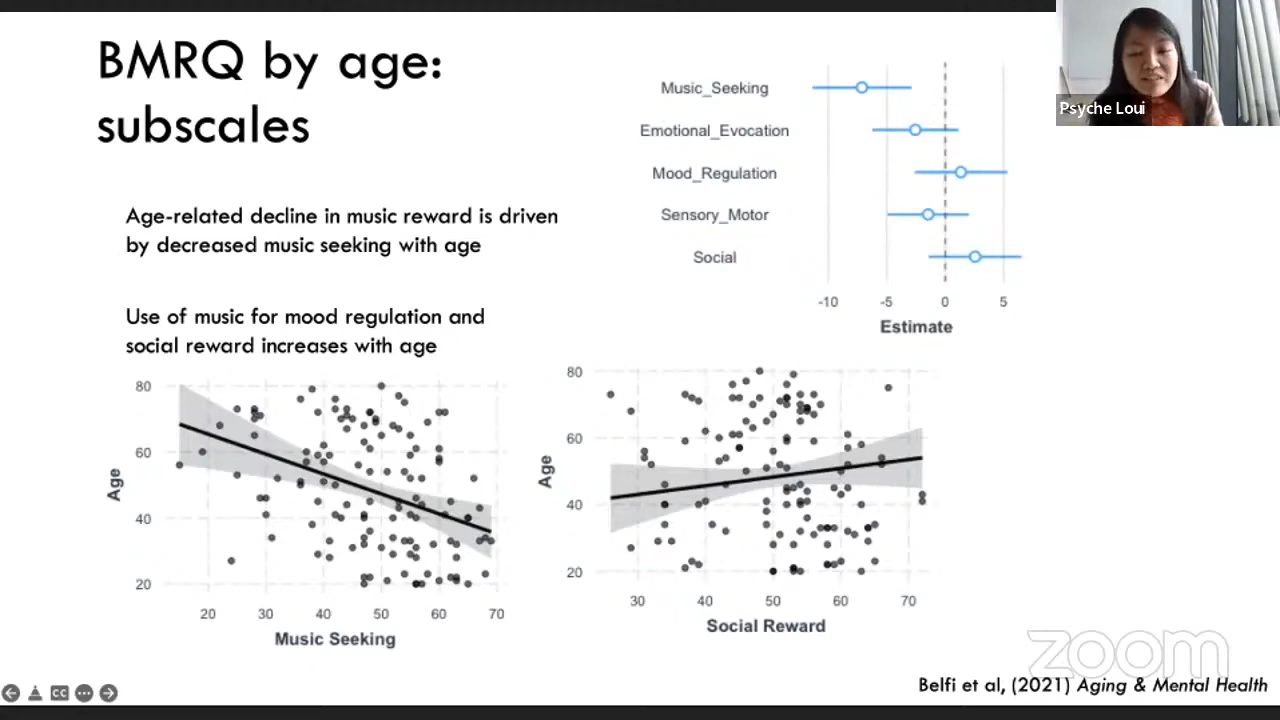 BMRQ by age:
subscales
Psyche Loui
Age-related decline in music reward is driven
by decreased music seeking with age
Use of music for mood regulation and
social reward increases with age
Music_Seeking
Emotional_Evocation
Mood_Regulation
Sensory_Motor
Social
-10 -5 0 5
Estimate
80
60
40
20
Age
20 30 40 50 60 70
Music Seeking
80
60
40
20
Age
30 40 50 60 70
Social Reward
zoom
Belfi et al, (2021) Aging & Mental Health
CC